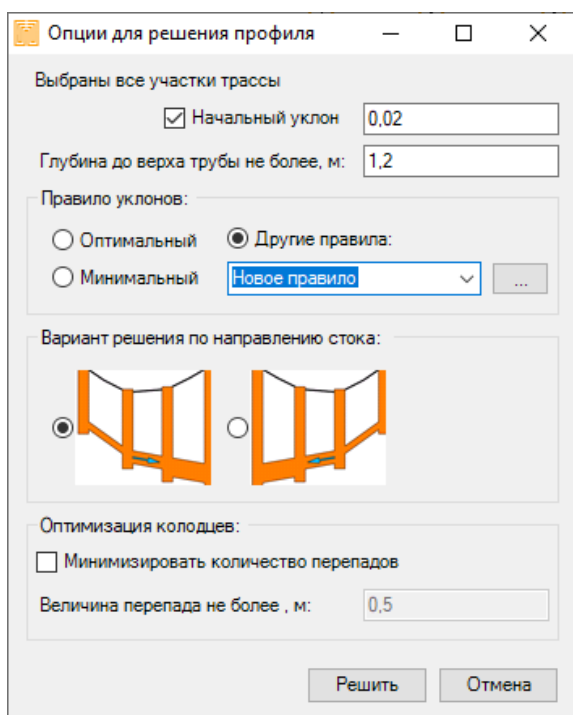 Опции для решения профиля
Выбраны все участки трассы
Начальный уклон 0,02
Глубина до верха трубы не более, м: 1,2
Правило уклонов:
Оптимальный Другие правила:
Минимальный Новое правило ...
Вариант решения по направлению стока:
Оптимизация колодцев:
Минимизировать количество перепадов
Величина перепада не более , м: 0,5
Решить Отмена